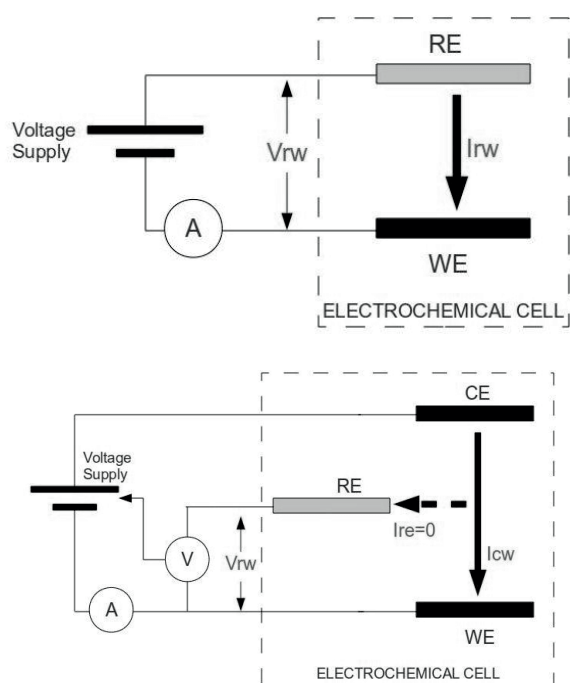 RE
Voltage
Supply
Vrw
Irw
A
WE
ELECTROCHEMICAL CELL
CE
Voltage
Supply
RE
V
Vrw
Ire=0
Icw
A
WE
ELECTROCHEMICAL CELL